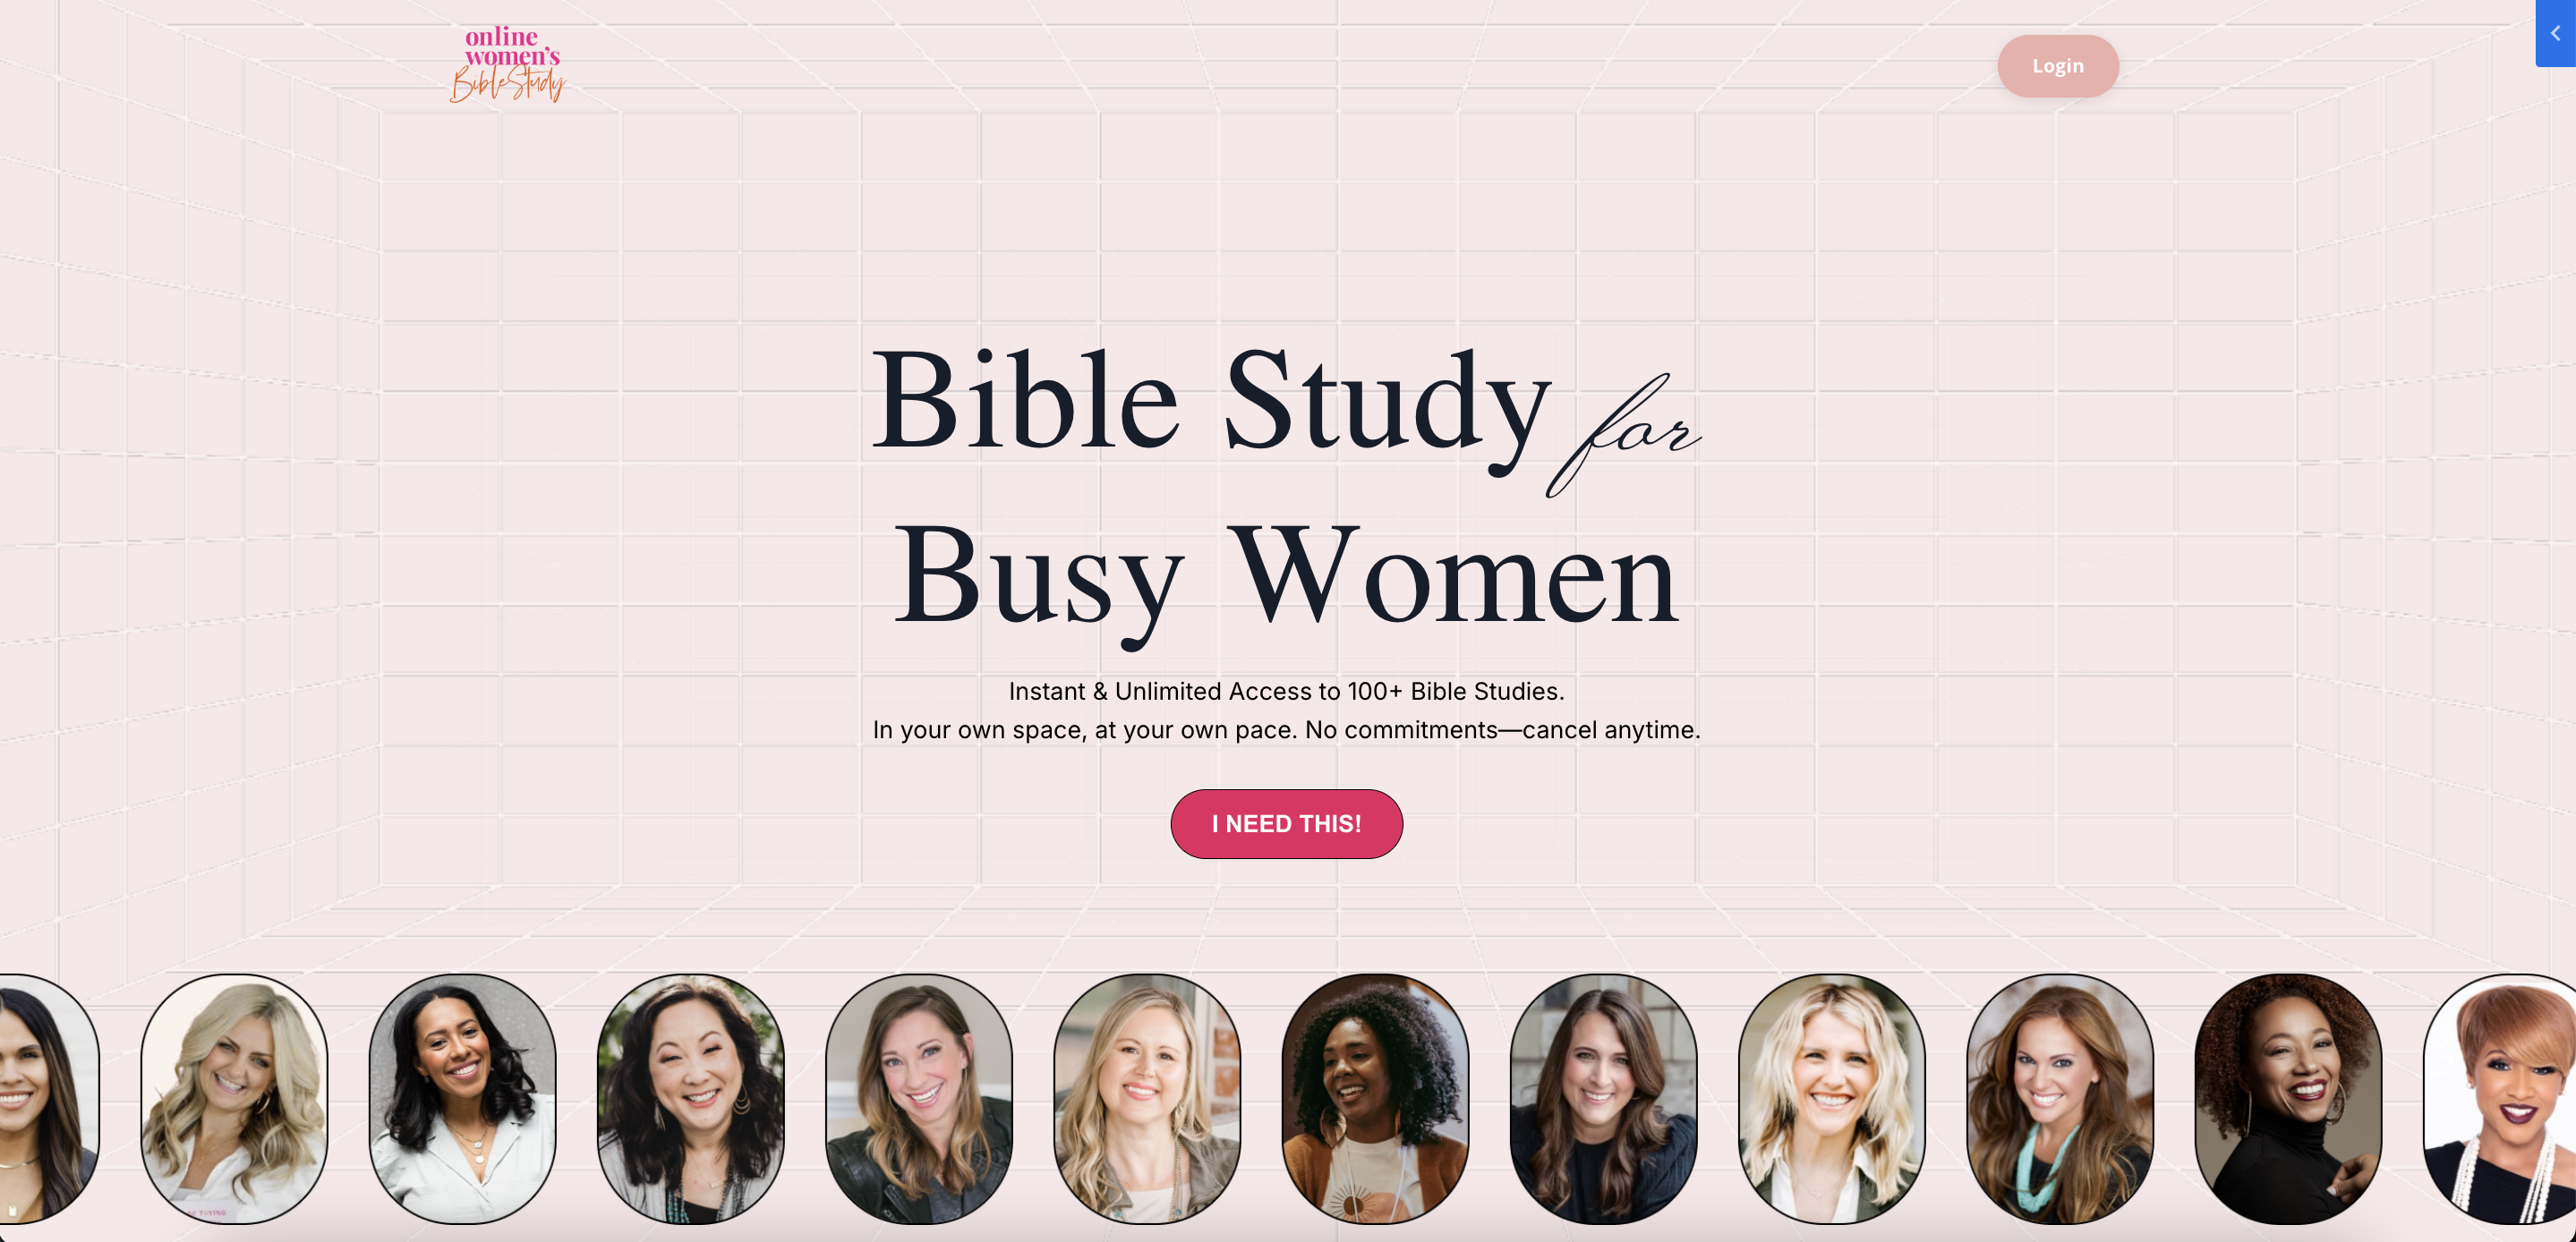 online
women's
BibleStudy
Login
Bible Study for
Busy Women
Instant & Unlimited Access to 100+ Bible Studies.
In your own space, at your own pace. No commitments—cancel anytime.
I NEED THIS!